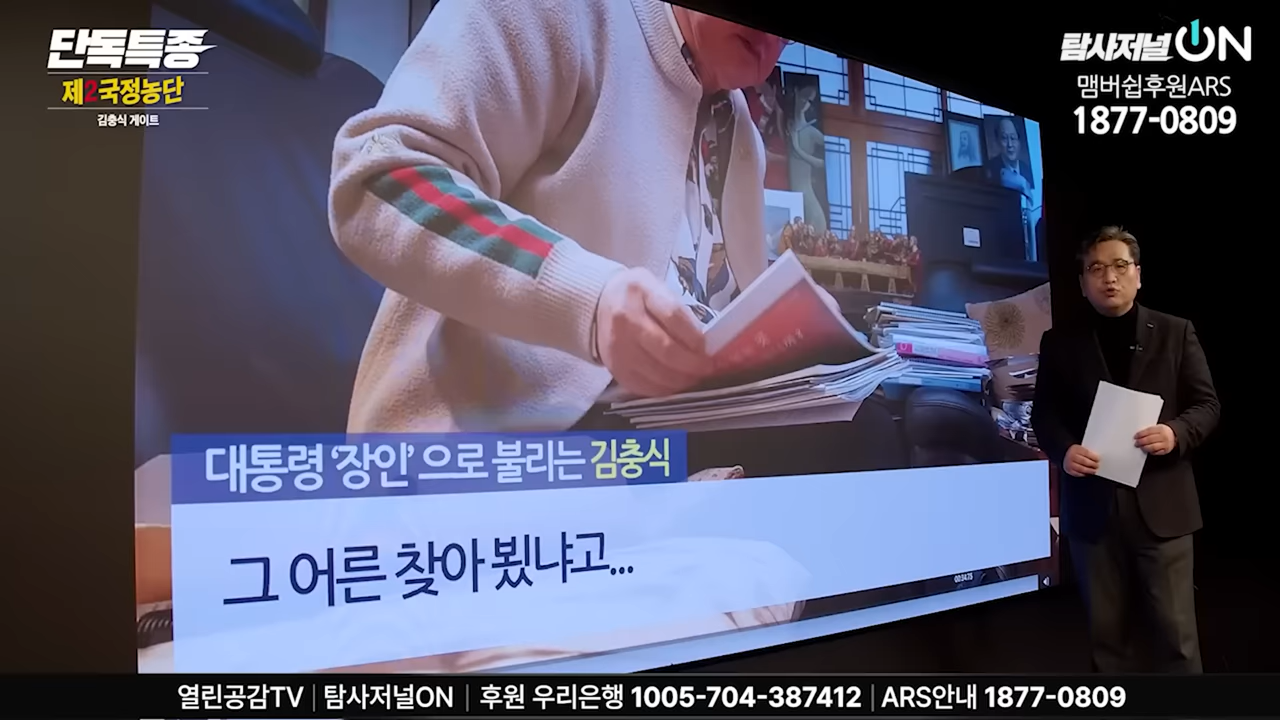 단독특종
제2국정농단
김충식 게이트
탐사저널ON
맴버쉽후원ARS
1877-0809
대통령 '장인'으로 불리는 김충식
그 어른 찾아 뵀냐고...
00:34:75
열린공감TV | 탐사저널ON | 후원 우리은행 1005-704-387412 | ARS안내 1877-0809